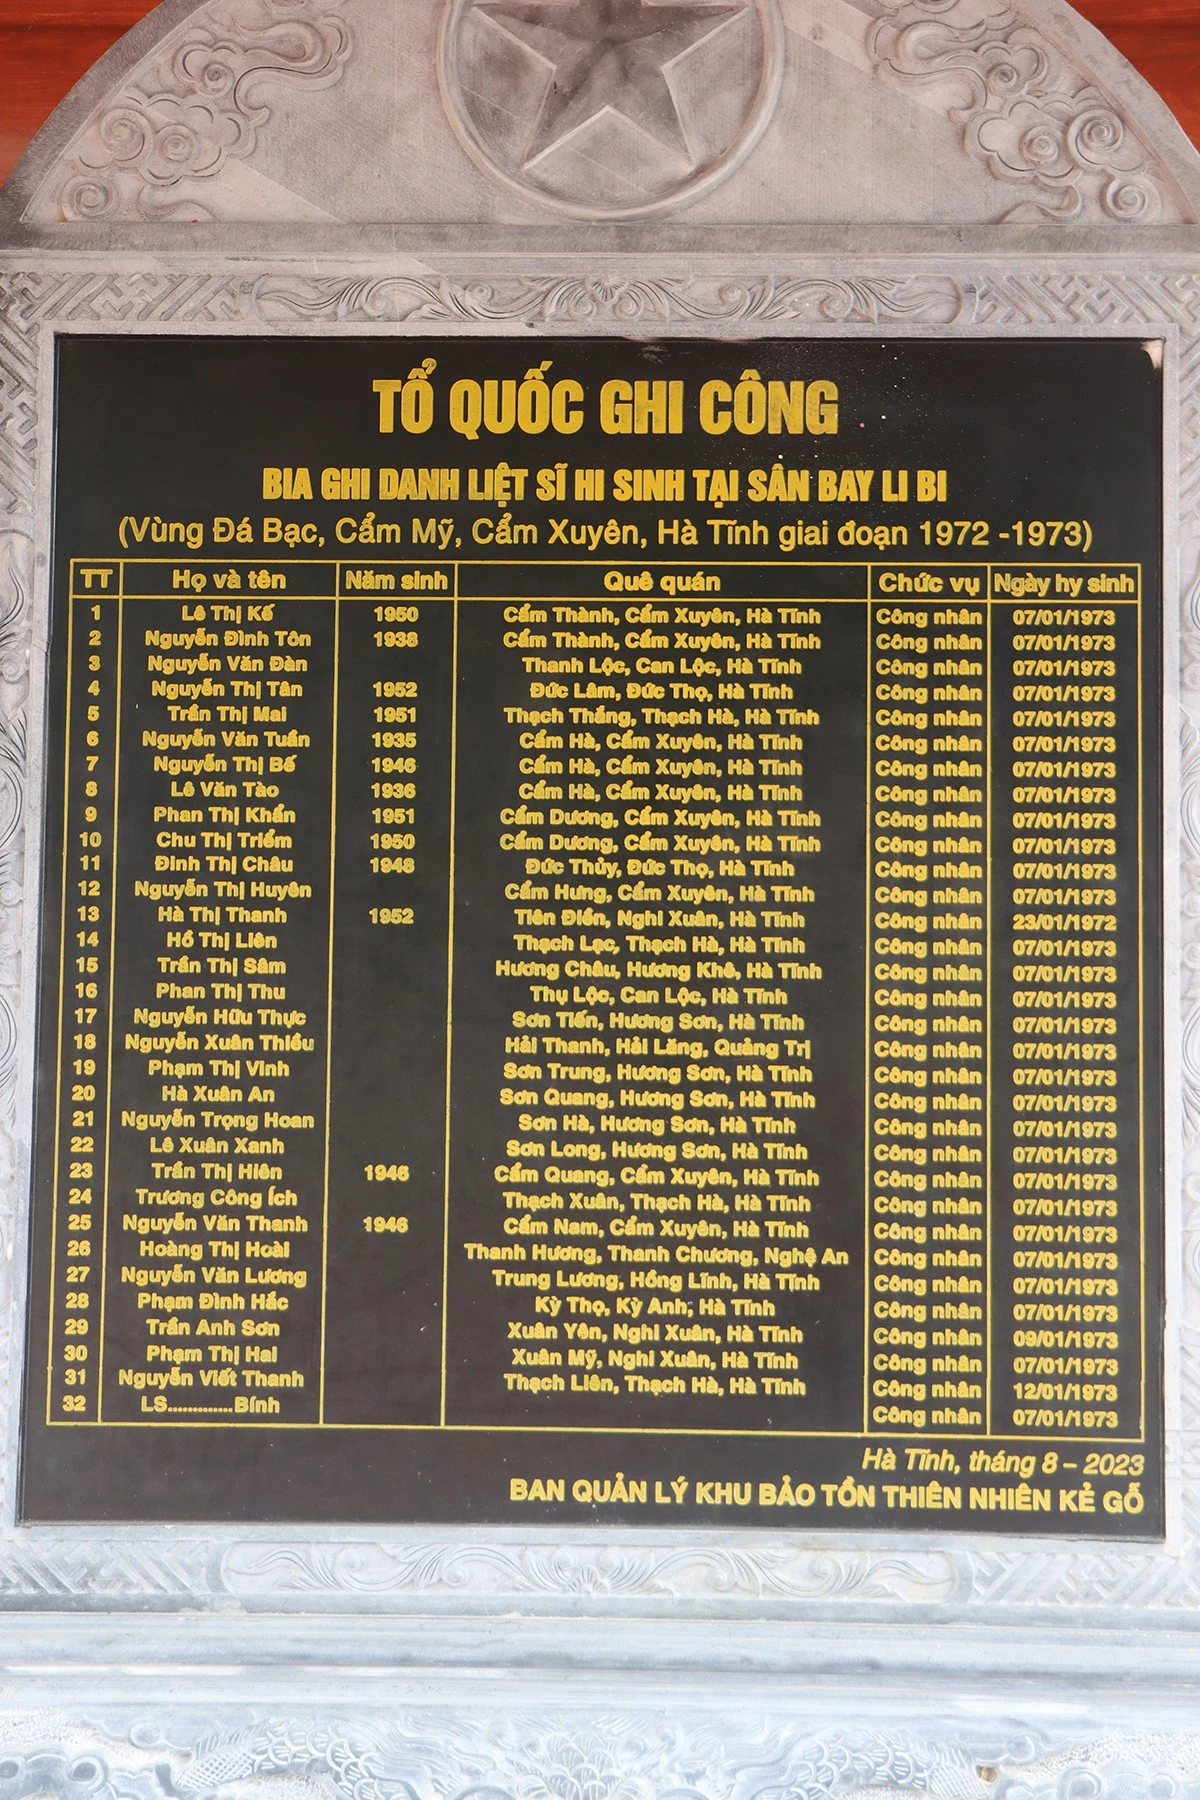 TỔ QUỐC GHI CÔNG
BIA GHI DANH LIỆT SĨ HI SINH TẠI SÂN BAY LI BI
(Vùng Đá Bạc, Cẩm Mỹ, Cẩm Xuyên, Hà Tĩnh giai đoạn 1972 -1973)
TT Họ và tên Năm sinh Quê quán Chức vụ Ngày hy sinh
1 Lê Thị Kế 1950 Cẩm Thành, Cẩm Xuyên, Hà Tĩnh Công nhân 07/01/1973
2 Nguyễn Đình Tôn 1938 Cẩm Thành, Cẩm Xuyên, Hà Tĩnh Công nhân 07/01/1973
3 Nguyễn Văn Đàn Thanh Lộc, Can Lộc, Hà Tĩnh Công nhân 07/01/1973
4 Nguyễn Thị Tân 1952 Đức Lâm, Đức Thọ, Hà Tĩnh Công nhân 07/01/1973
5 Trần Thị Mai 1951 Thạch Thắng, Thạch Hà, Hà Tĩnh Công nhân 07/01/1973
6 Nguyễn Văn Tuần 1935 Cẩm Hà, Cẩm Xuyên, Hà Tĩnh Công nhân 07/01/1973
7 Nguyễn Thị Bế 1946 Cẩm Hà, Cẩm Xuyên, Hà Tĩnh Công nhân 07/01/1973
8 Lê Văn Tào 1936 Cẩm Hà, Cẩm Xuyên, Hà Tĩnh Công nhân 07/01/1973
9 Phan Thị Khẩn 1951 Cẩm Dương, Cẩm Xuyên, Hà Tĩnh Công nhân 07/01/1973
10 Chu Thị Triểm 1950 Cẩm Dương, Cẩm Xuyên, Hà Tĩnh Công nhân 07/01/1973
11 Đinh Thị Châu 1948 Đức Thủy, Đức Thọ, Hà Tĩnh Công nhân 07/01/1973
12 Nguyễn Thị Huyên Cẩm Hưng, Cẩm Xuyên, Hà Tĩnh Công nhân 07/01/1973
13 Hà Thị Thanh 1952 Tiên Điền, Nghi Xuân, Hà Tĩnh Công nhân 23/01/1972
14 Hồ Thị Liên Thạch Lạc, Thạch Hà, Hà Tĩnh Công nhân 07/01/1973
15 Trần Thị Sâm Hương Châu, Hương Khê, Hà Tĩnh Công nhân 07/01/1973
16 Phan Thị Thu Thụ Lộc, Can Lộc, Hà Tĩnh Công nhân 07/01/1973
17 Nguyễn Hữu Thực Sơn Tiến, Hương Sơn, Hà Tĩnh Công nhân 07/01/1973
18 Nguyễn Xuân Thiều Hải Thanh, Hải Lăng, Quảng Trị Công nhân 07/01/1973
19 Phạm Thị Vinh Sơn Trung, Hương Sơn, Hà Tĩnh Công nhân 07/01/1973
20 Hà Xuân An Sơn Quang, Hương Sơn, Hà Tĩnh Công nhân 07/01/1973
21 Nguyễn Trọng Hoan Sơn Hà, Hương Sơn, Hà Tĩnh Công nhân 07/01/1973
22 Lê Xuân Xanh Sơn Long, Hương Sơn, Hà Tĩnh Công nhân 07/01/1973
23 Trần Thị Hiên 1946 Cẩm Quang, Cẩm Xuyên, Hà Tĩnh Công nhân 07/01/1973
24 Trương Công Ích Thạch Xuân, Thạch Hà, Hà Tĩnh Công nhân 07/01/1973
25 Nguyễn Văn Thanh 1946 Cẩm Nam, Cẩm Xuyên, Hà Tĩnh Công nhân 07/01/1973
26 Hoàng Thị Hoài Thanh Hương, Thanh Chương, Nghệ An Công nhân 07/01/1973
27 Nguyễn Văn Lương Trung Lương, Hồng Lĩnh, Hà Tĩnh Công nhân 07/01/1973
28 Phạm Đình Hắc Kỳ Thọ, Kỳ Anh, Hà Tĩnh Công nhân 07/01/1973
29 Trần Anh Sơn Xuân Yên, Nghi Xuân, Hà Tĩnh Công nhân 09/01/1973
30 Phạm Thị Hai Xuân Mỹ, Nghi Xuân, Hà Tĩnh Công nhân 07/01/1973
31 Nguyễn Viết Thanh Thạch Liên, Thạch Hà, Hà Tĩnh Công nhân 12/01/1973
32 LS.............Bính Công nhân 07/01/1973
Hà Tĩnh, tháng 8 – 2023
BAN QUẢN LÝ KHU BẢO TỒN THIÊN NHIÊN KẺ GỖ